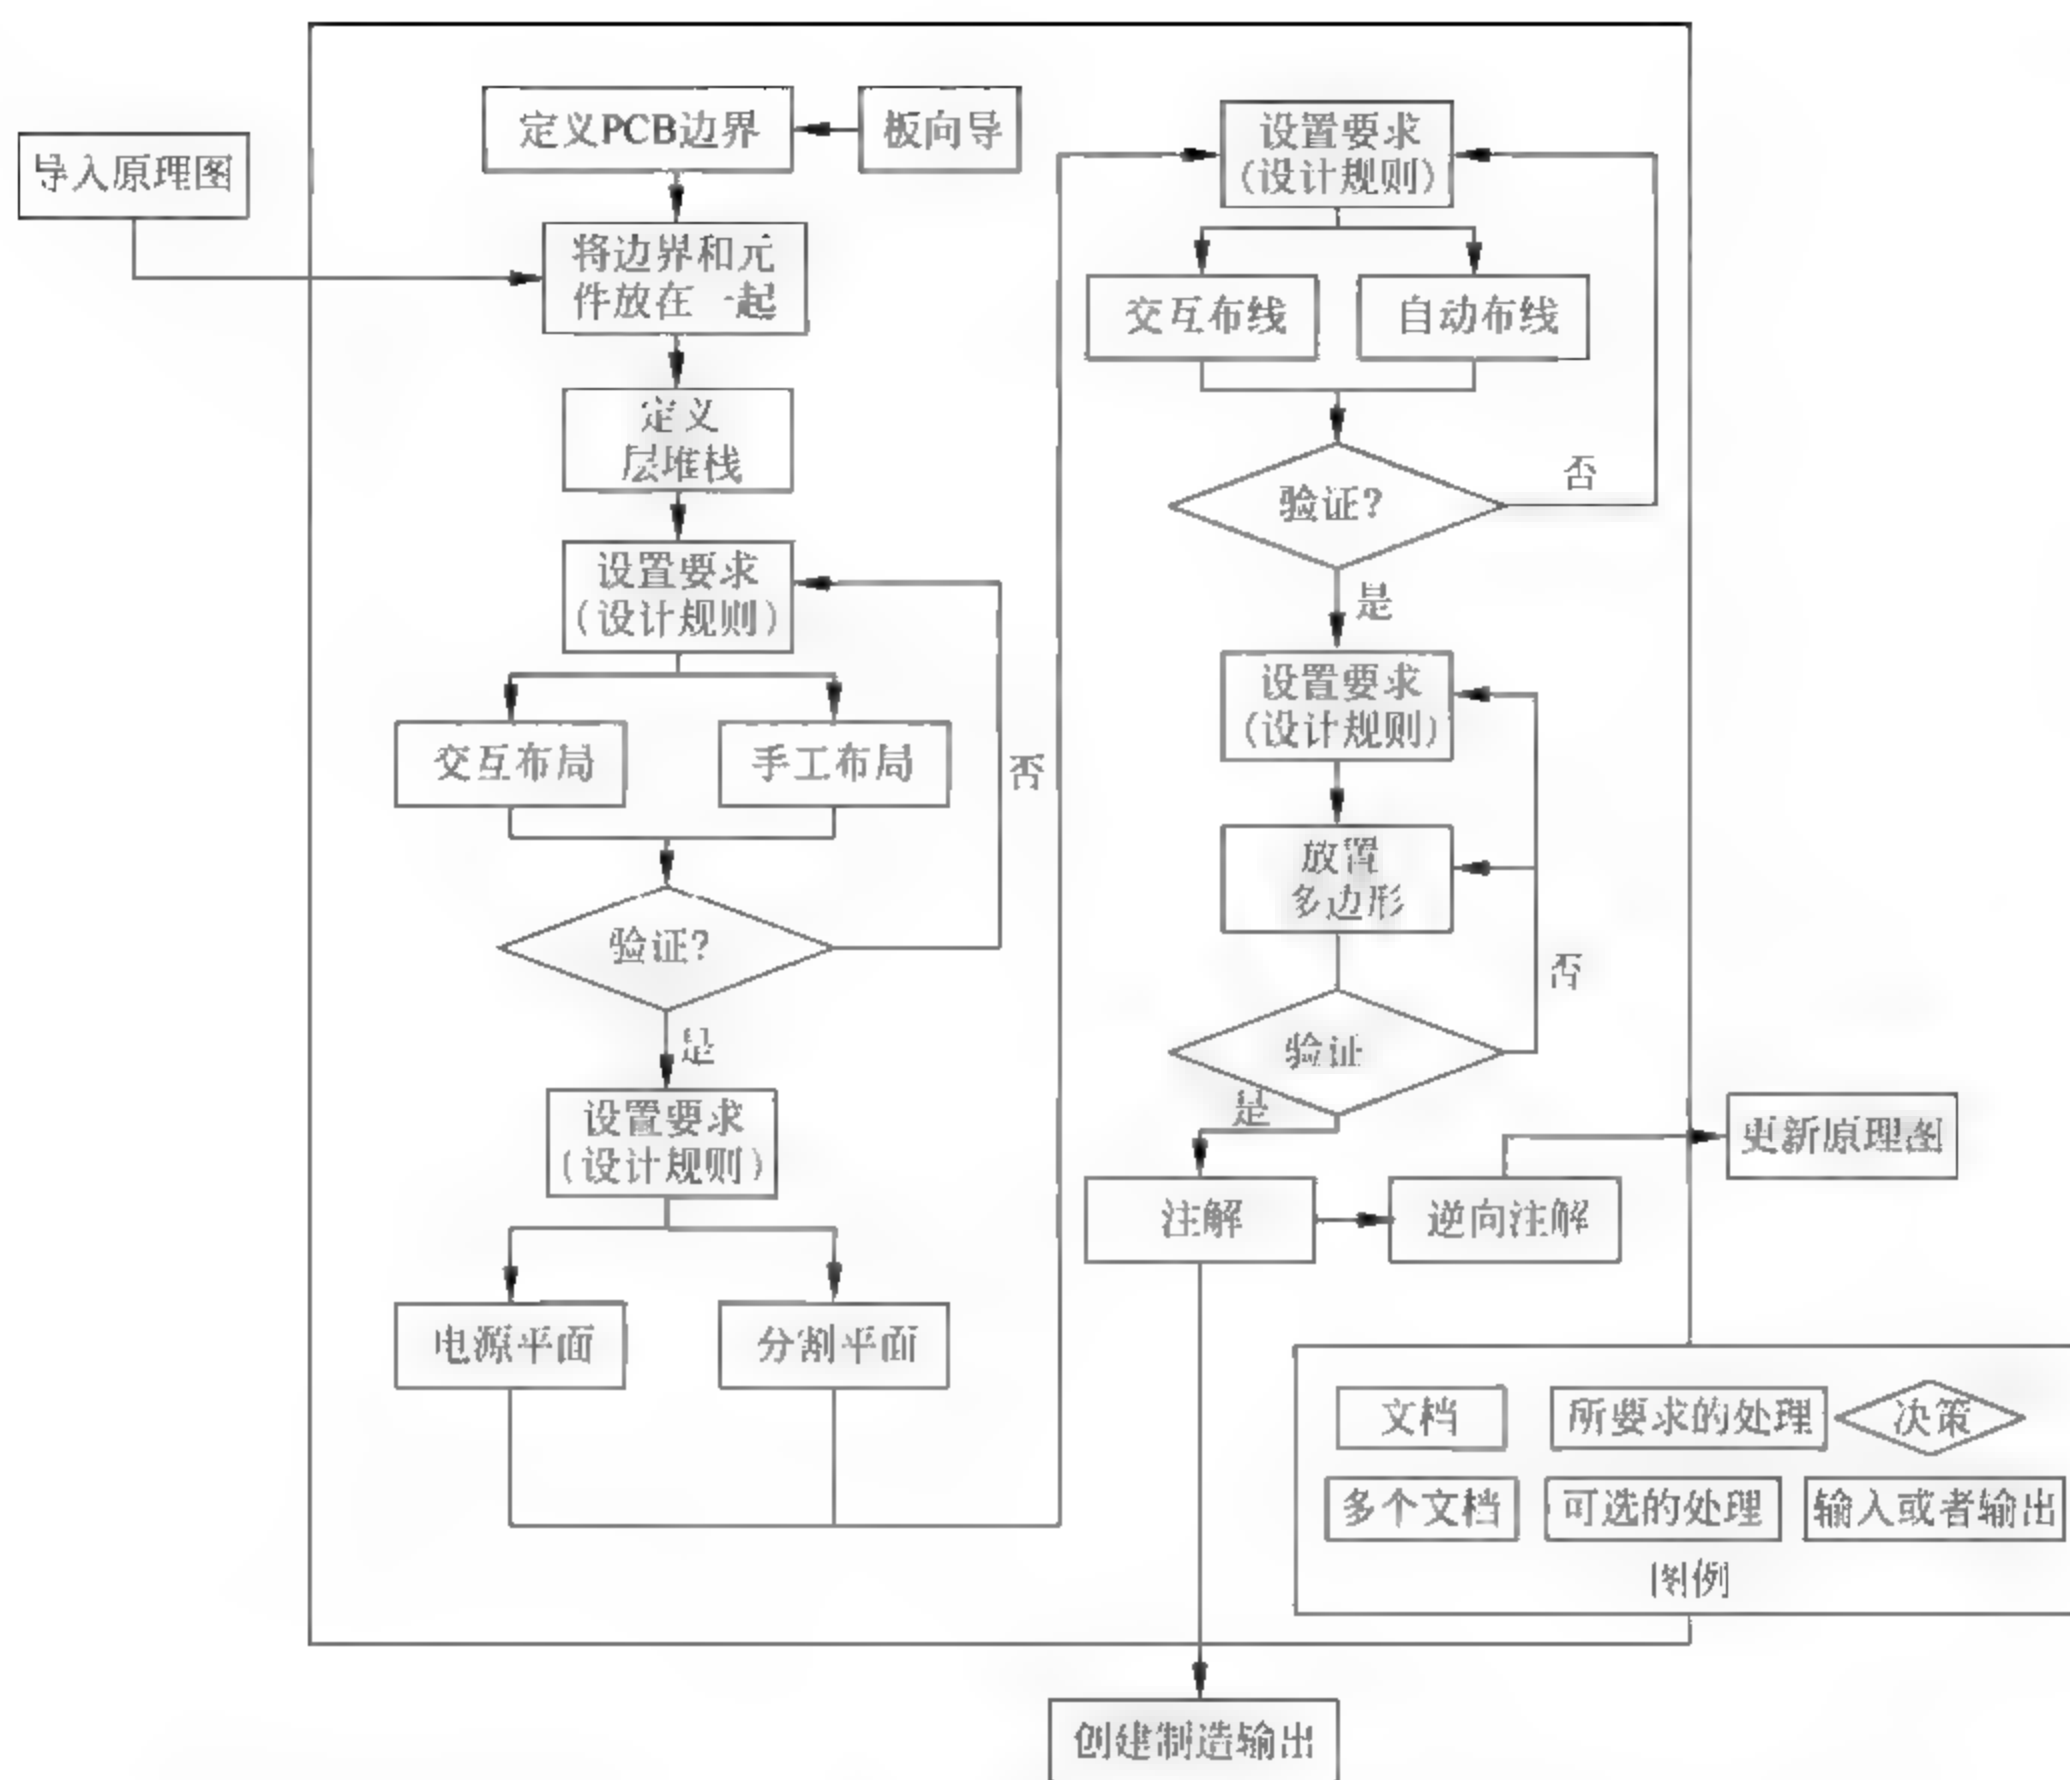 导入原理图
定义PCB边界
板向导
将边界和元
件放在一起
定义
层堆栈
设置要求
(设计规则)
交互布局
手工布局
否
验证?
是
设置要求
(设计规则)
电源平面
分割平面
设置要求
(设计规则)
交互布线
自动布线
验证?
否
是
设置要求
(设计规则)
放置
多边形
否
验证
是
注解
逆向注解
更新原理图
创建制造输出
文档
所要求的处理
决策
多个文档
可选的处理
输入或者输出
图例